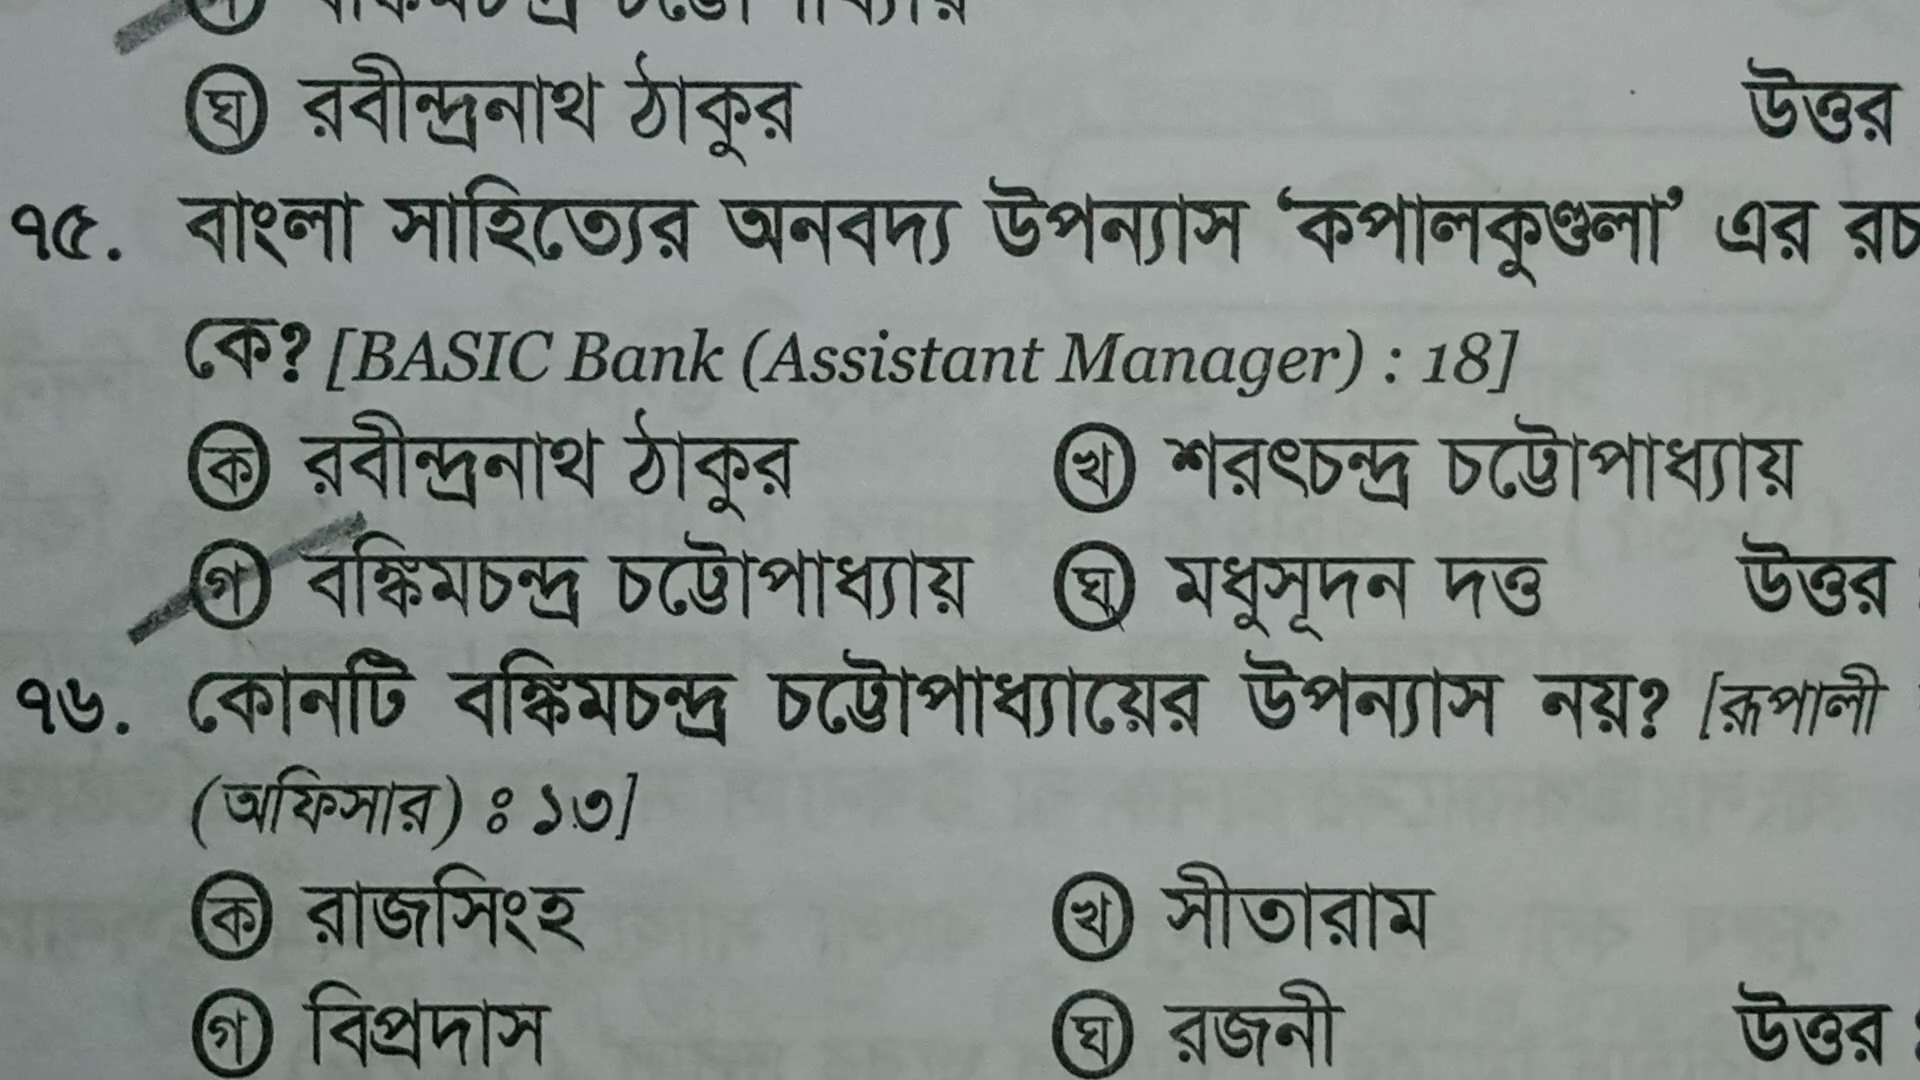 ঘ রবীন্দ্রনাথ ঠাকুর উত্তর
৭৫. বাংলা সাহিত্যের অনবদ্য উপন্যাস ‘কপালকুণ্ডলা’ এর রচ
কে? [BASIC Bank (Assistant Manager) : 18]
ক রবীন্দ্রনাথ ঠাকুর খ শরৎচন্দ্র চট্টোপাধ্যায়
গ বঙ্কিমচন্দ্র চট্টোপাধ্যায় ঘ মধুসূদন দত্ত উত্তর :
৭৬. কোনটি বঙ্কিমচন্দ্র চট্টোপাধ্যায়ের উপন্যাস নয়? [রূপালী
(অফিসার) : ১৩]
ক রাজসিংহ খ সীতারাম
গ বিপ্রদাস ঘ রজনী উত্তর :